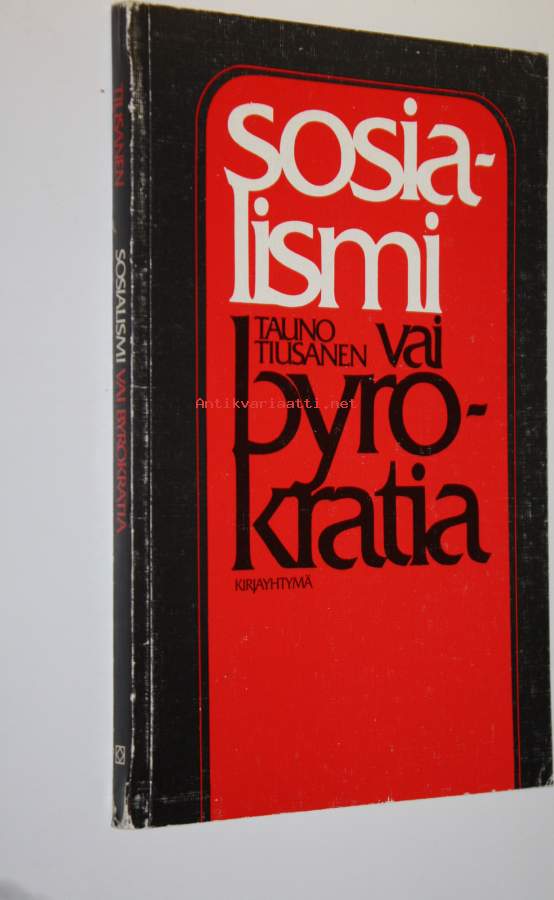 sosia-
lismi
TAUNO
TIUSANEN
vai
byro-
kratia
KIRJAYHTYMÄ
TIUSANEN SOSIALISMI VAI BYROKRATIA
Antikvariaatti.net